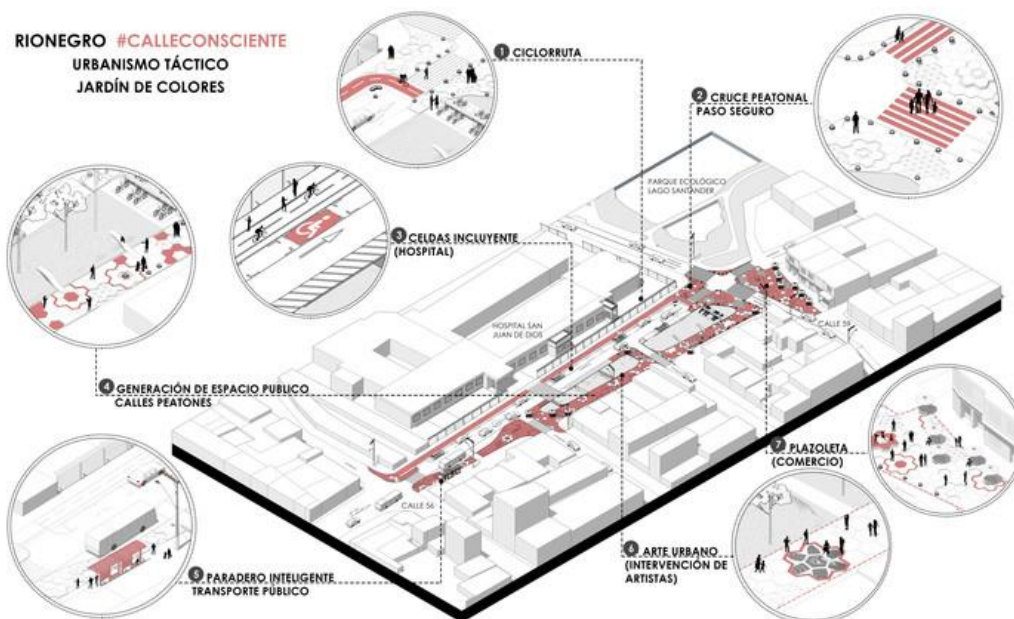 RIONEGRO #CALLECONSCIENTE
URBANISMO TÁCTICO
JARDÍN DE COLORES
1 CICLORRUTA
2 CRUCE PEATONAL
PASO SEGURO
PARQUE ECOLÓGICO
LAGO SANTANDER
3 CELDAS INCLUYENTE
(HOSPITAL)
HOSPITAL SAN
JUAN DE DIOS
CALLE 59
4 GENERACIÓN DE ESPACIO PUBLICO
CALLES PEATONES
7 PLAZOLETA
(COMERCIO)
CALLE 56
6 ARTE URBANO
(INTERVENCIÓN DE
ARTISTAS)
5 PARADERO INTELIGENTE
TRANSPORTE PÚBLICO